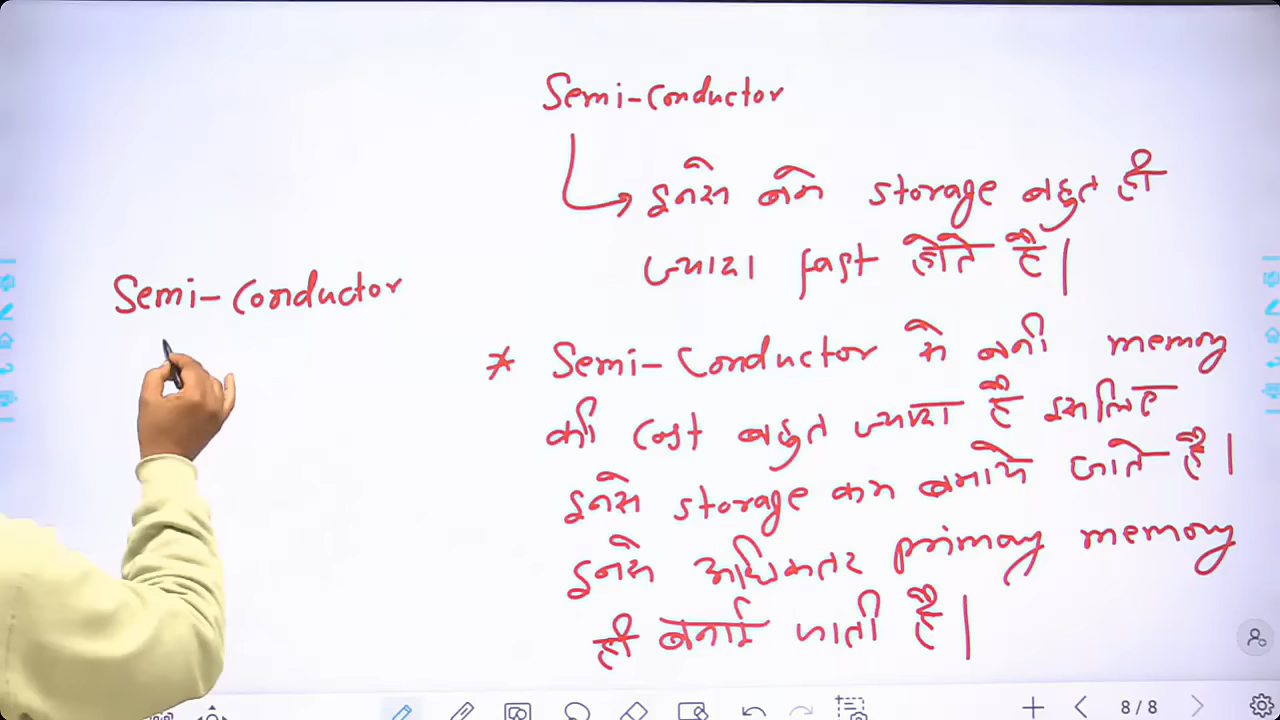 Semi-Conductor
इनसे बने storage बहुत ही
ज्यादा fast होते है।
Semi-Conductor
* Semi-Conductor से बनी memory
की cost बहुत ज्यादा है इसलिए
इनसे storage कम बनाये जाते है।
इनसे अधिकतर primary memory
ही बनाई जाती है।
8/8